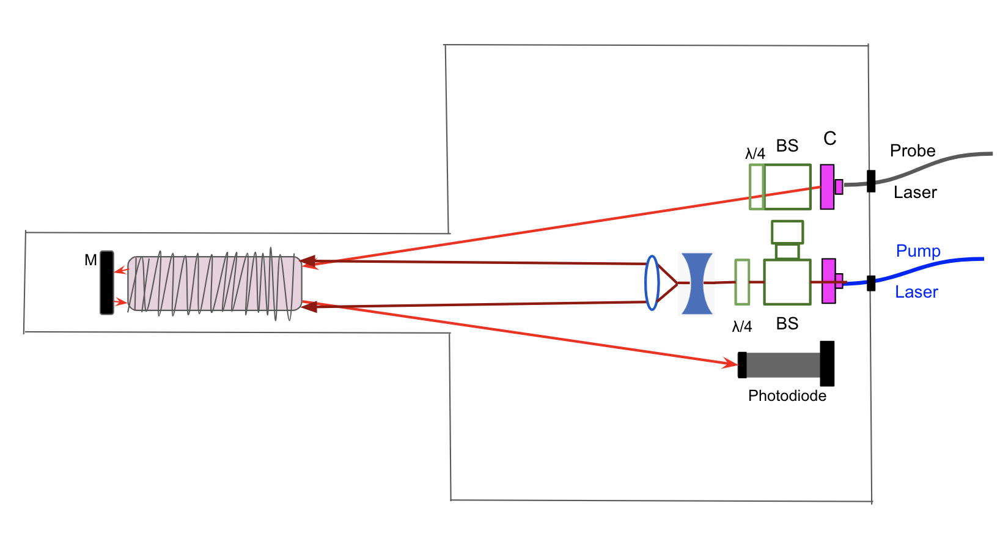 C
BS
λ/4
Probe
Laser
M
Pump
Laser
λ/4
BS
Photodiode